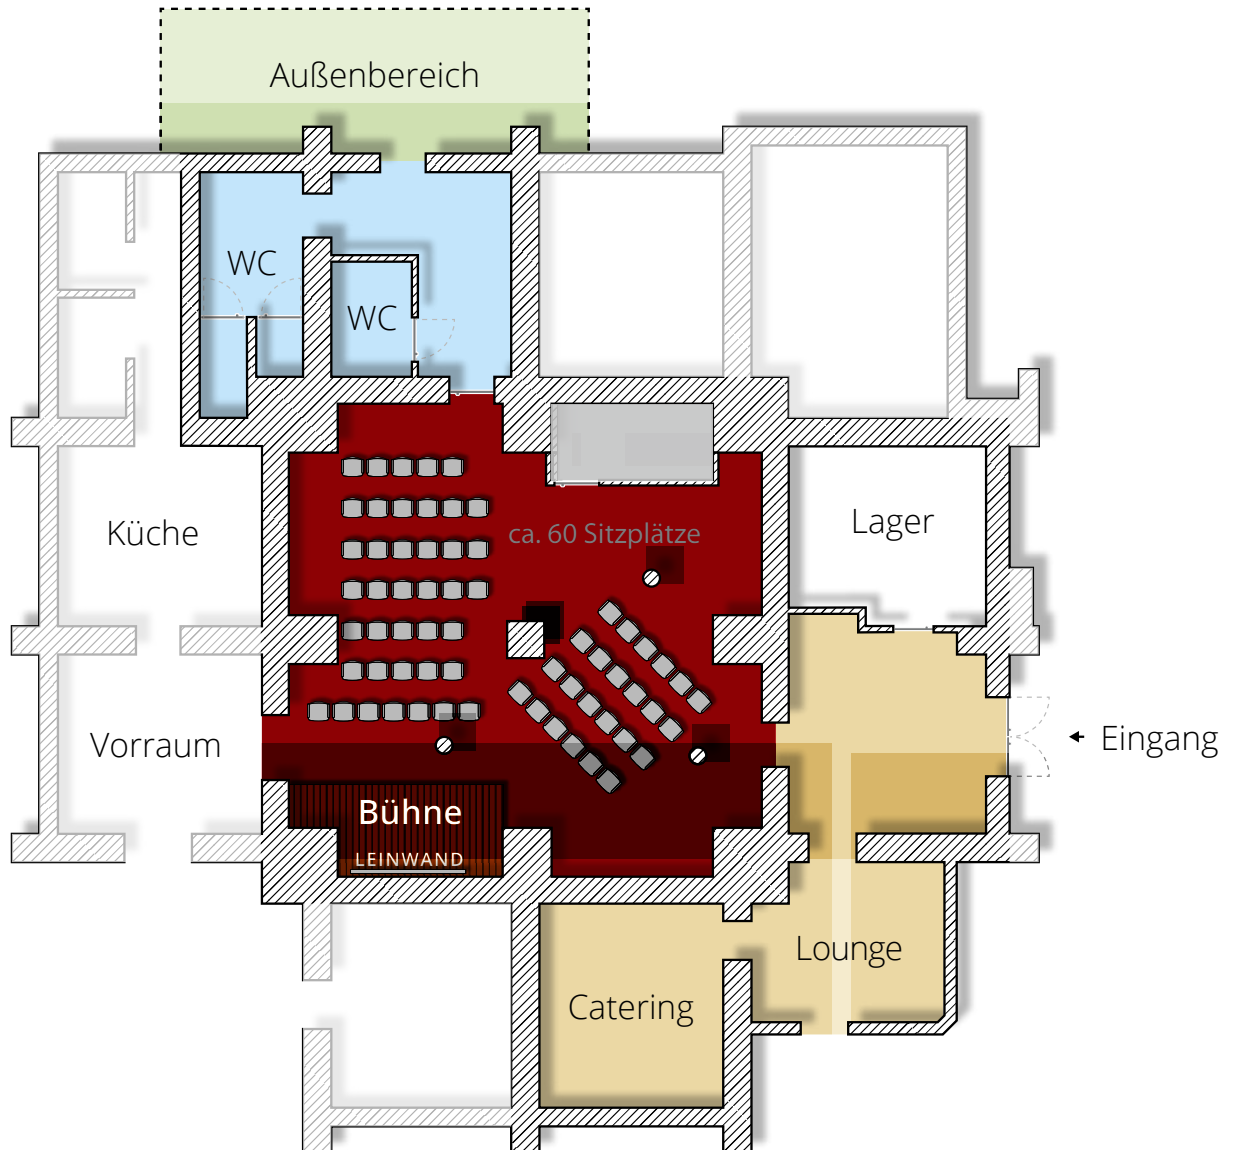 Außenbereich
WC
WC
Küche
ca. 60 Sitzplätze
Lager
Vorraum
Eingang
Bühne
LEINWAND
Lounge
Catering